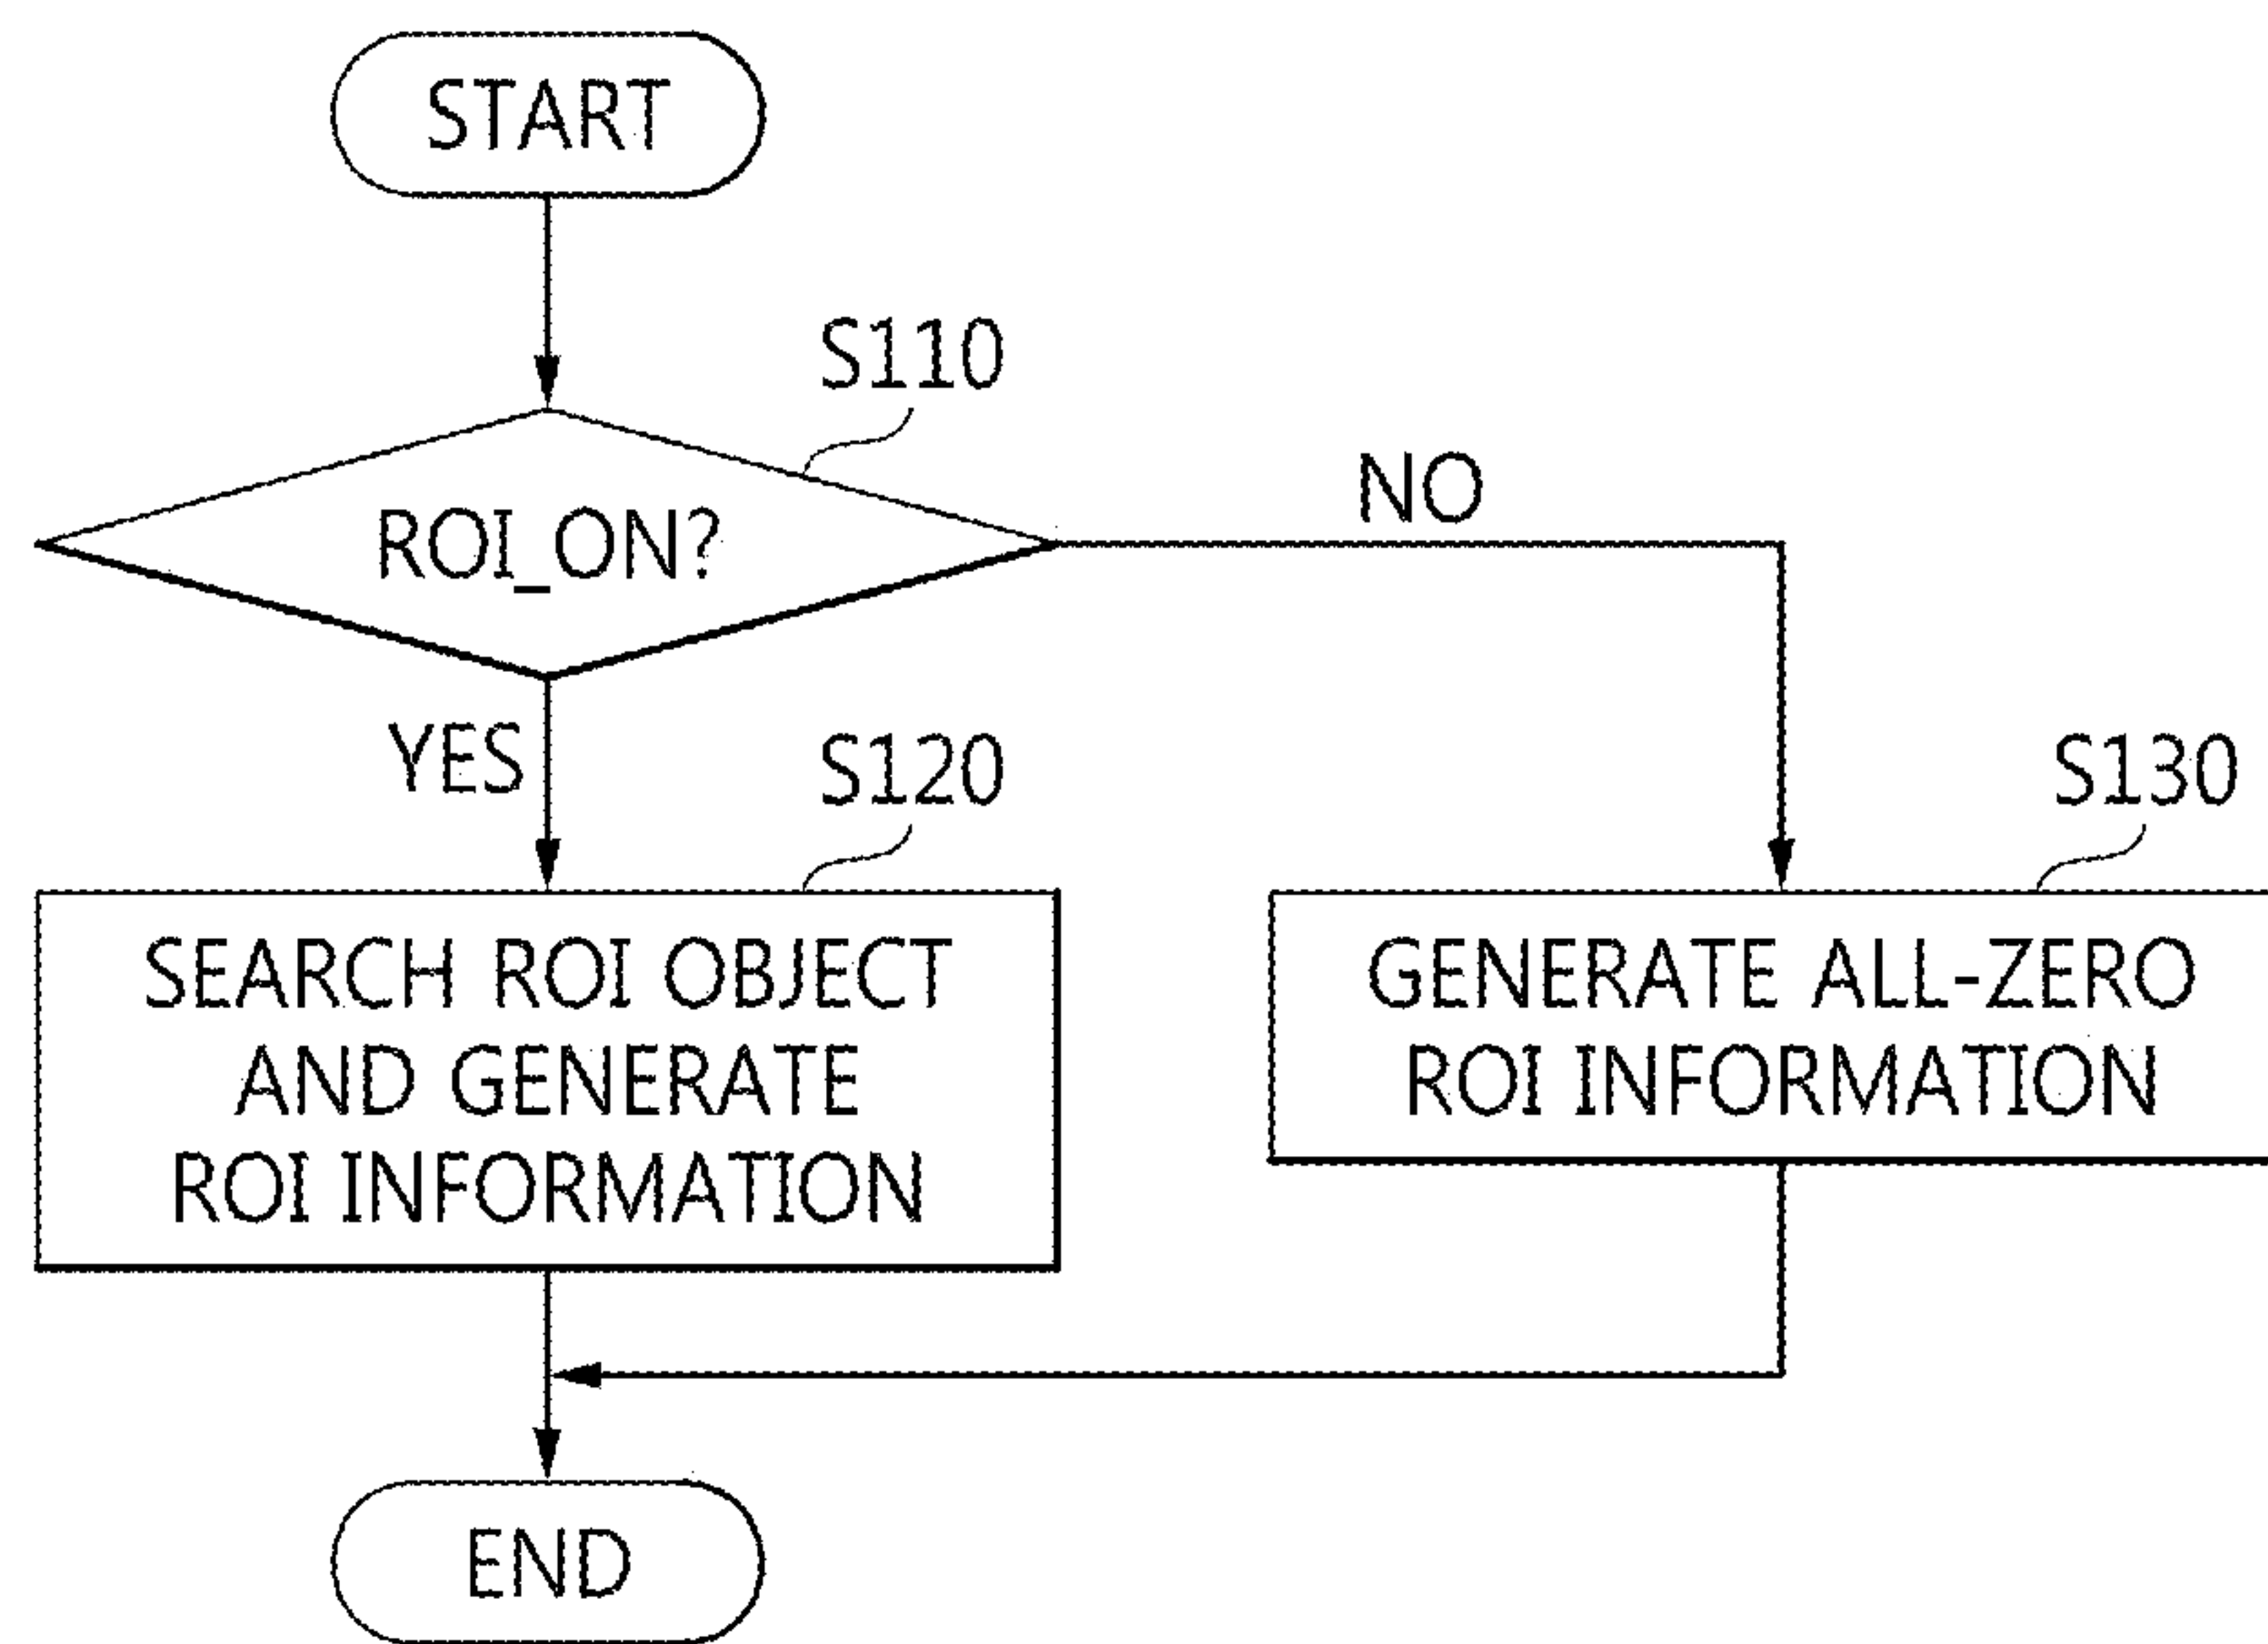 START
S110
ROI_ON?
NO
YES
S120
S130
SEARCH ROI OBJECT
AND GENERATE
ROI INFORMATION
GENERATE ALL-ZERO
ROI INFORMATION
END